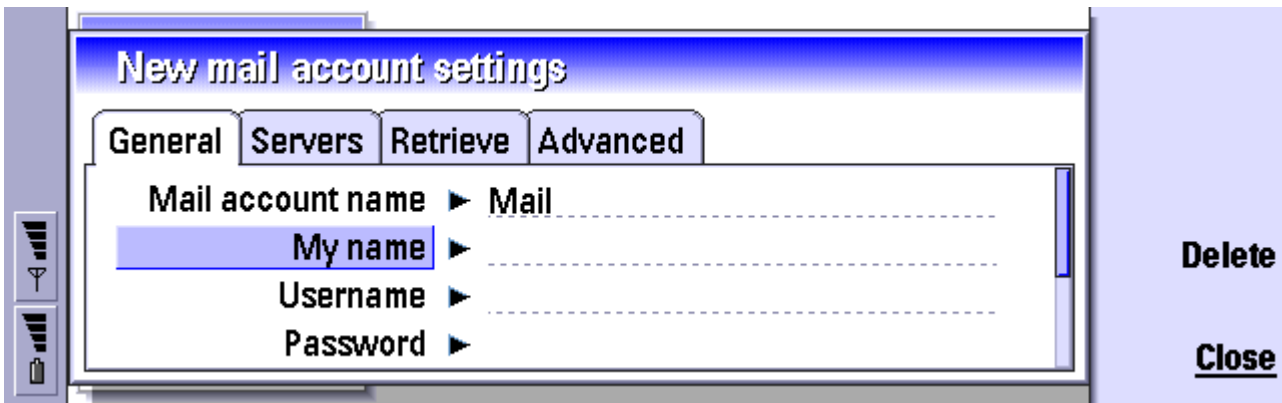 New mail account settings
General Servers Retrieve Advanced
Mail account name Mail
My name
Username
Password
Delete
Close